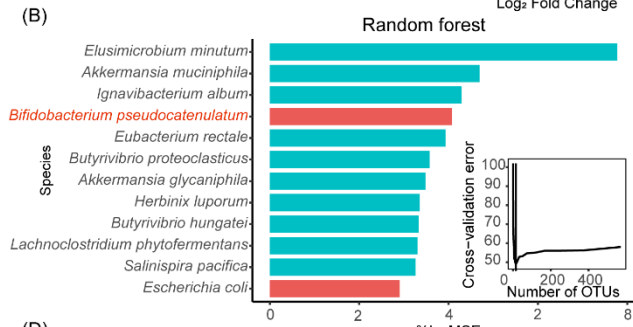 Log₂ Fold Change
(B)
Random forest
Elusimicrobium minutum
Akkermansia muciniphila
Ignavibacterium album
Bifidobacterium pseudocatenulatum
Eubacterium rectale
Butyrivibrio proteoclasticus
Akkermansia glycaniphila
Herbinix luporum
Butyrivibrio hungatei
Lachnoclostridium phytofermentans
Salinispira pacifica
Escherichia coli
Species
0 2 4 2 8
Cross−validation error
100
90
80
70
60
50
0 200 400
Number of OTUs
MSE